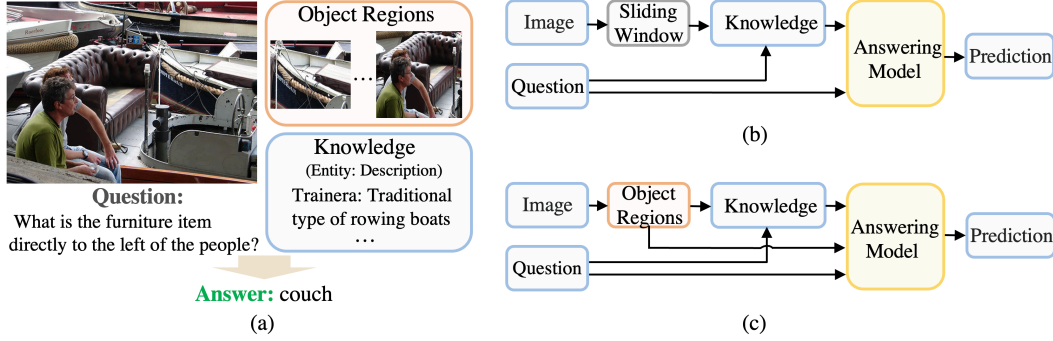 Object Regions
...
Knowledge
(Entity: Description)
Trainera: Traditional
type of rowing boats
...
Question:
What is the furniture item
directly to the left of the people?
Answer: couch
(a)
Image
Sliding
Window
Knowledge
Question
Answering
Model
Prediction
(b)
Image
Object
Regions
Knowledge
Question
Answering
Model
Prediction
(c)